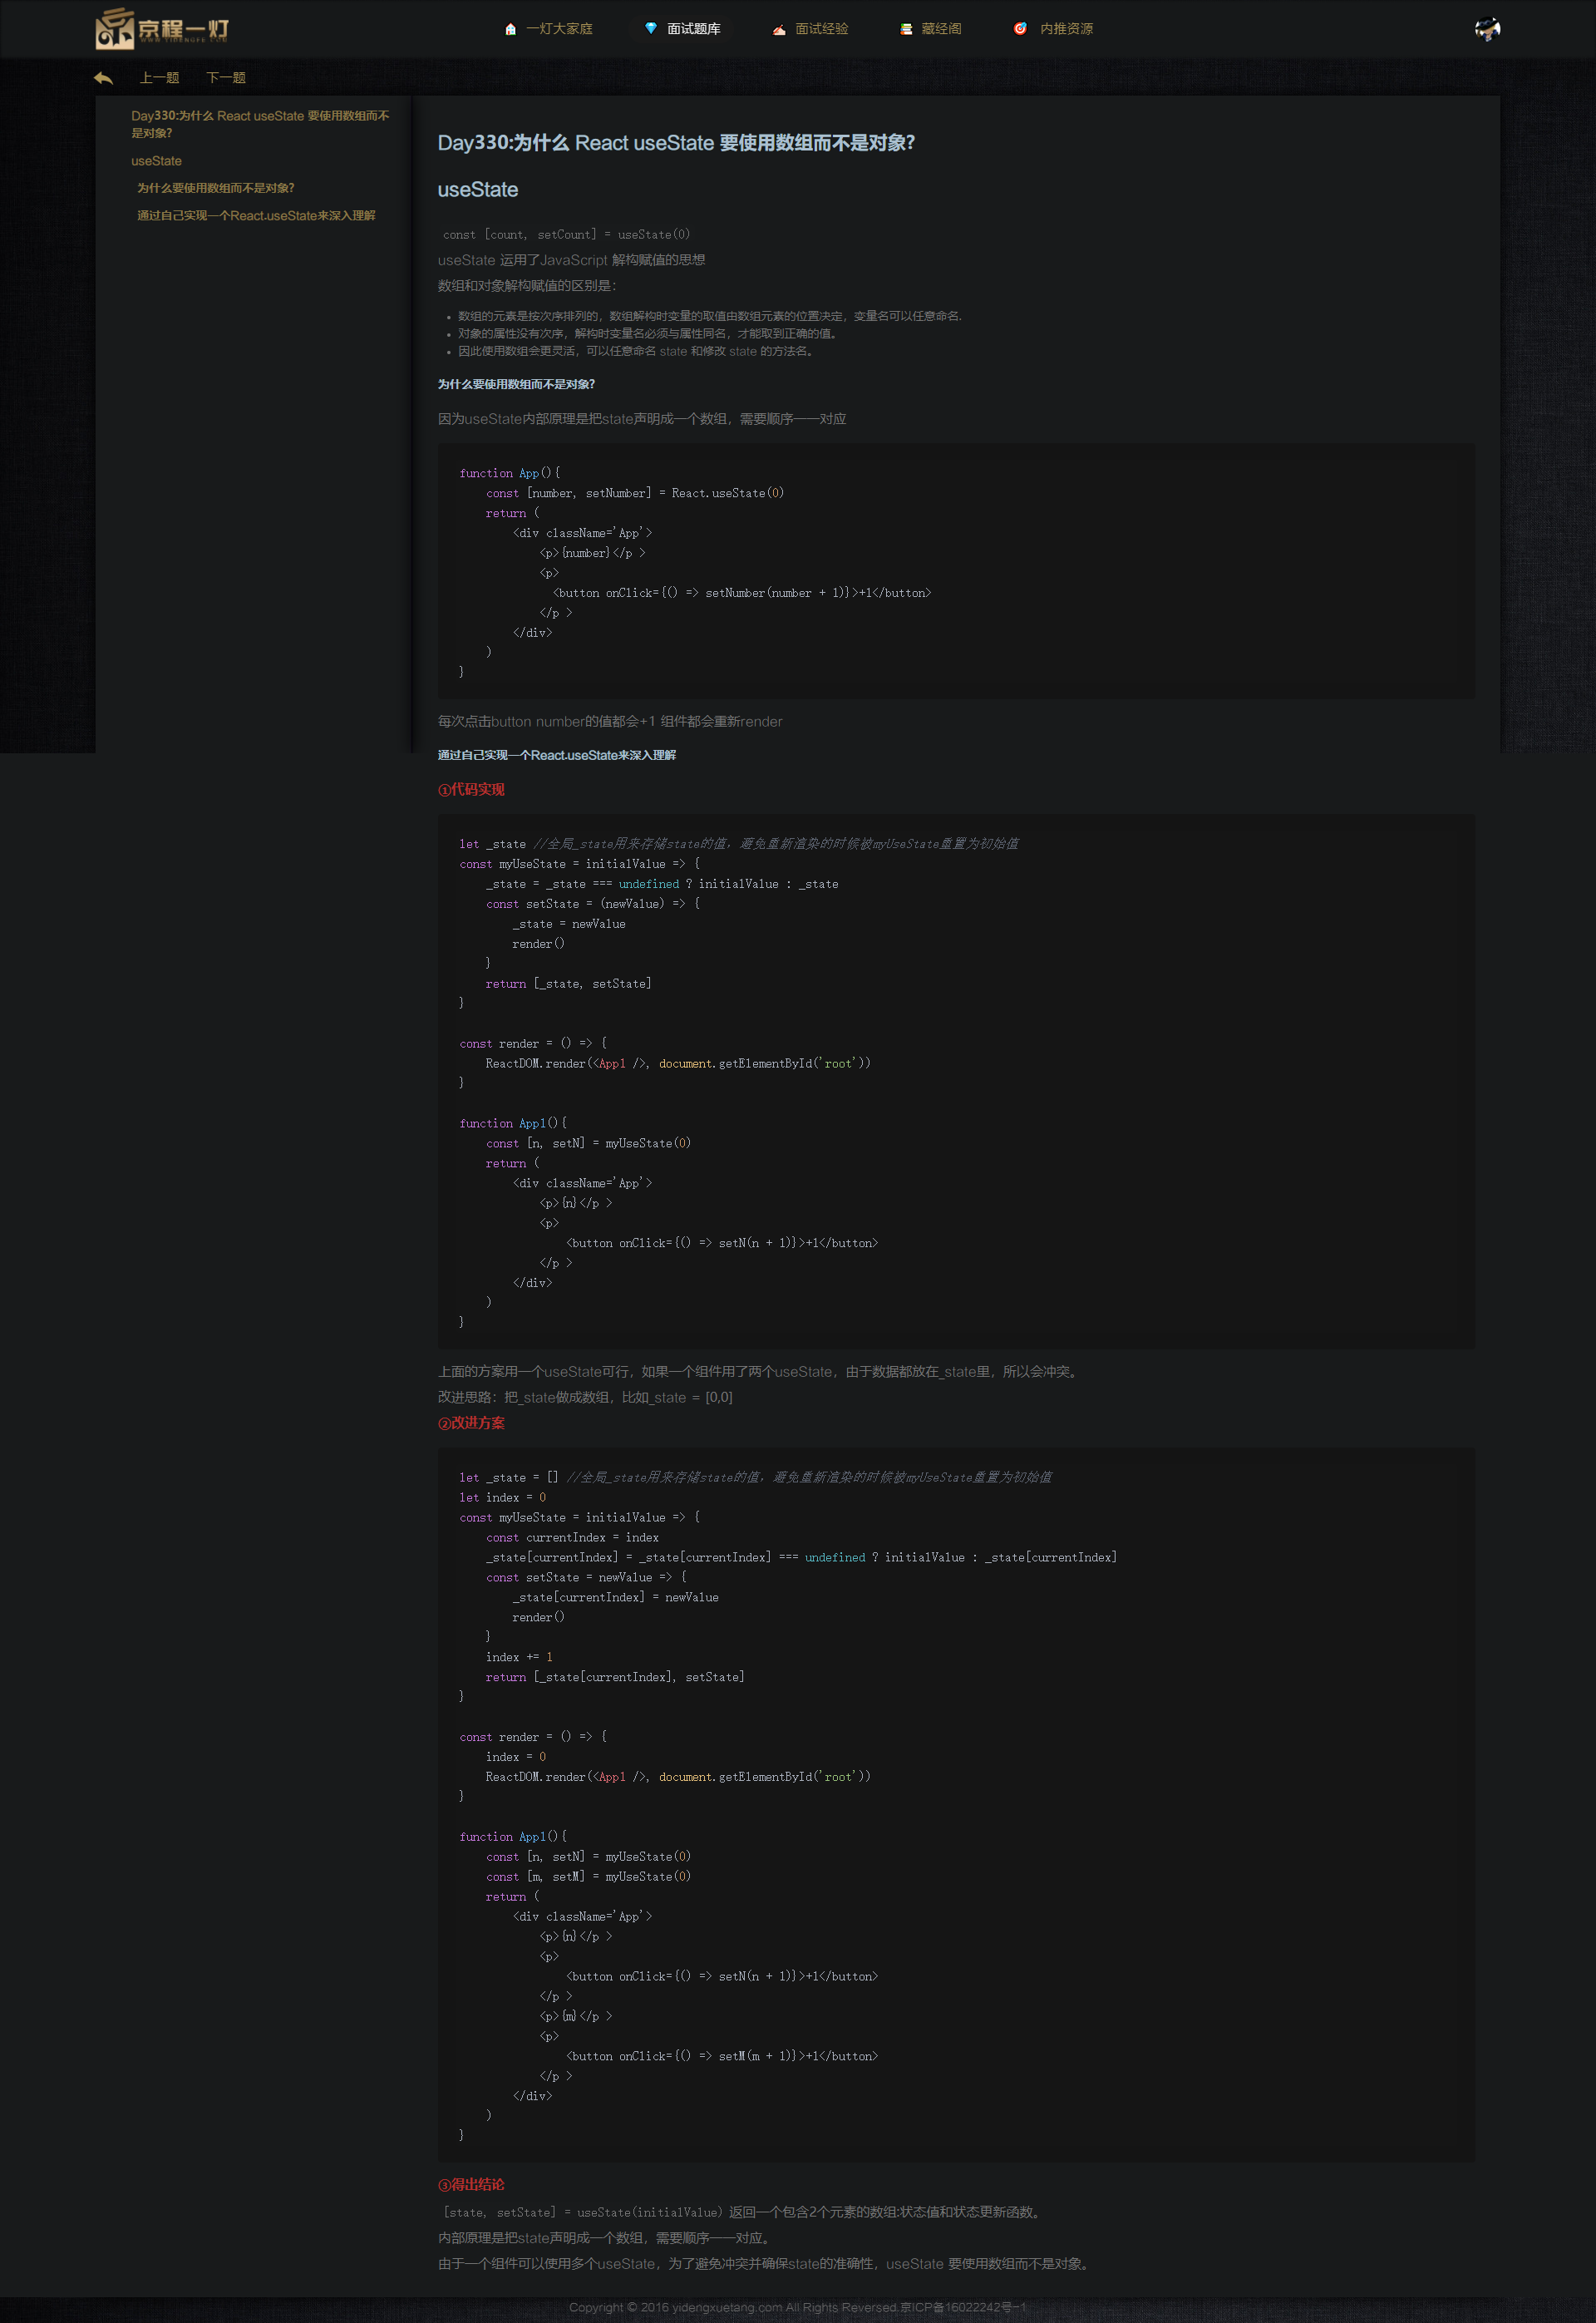 京程一灯
WWW.YIDENGFE.COM
一灯大家庭
面试题库
面试经验
藏经阁
内推资源
上一题
下一题
Day330:为什么 React useState 要使用数组而不
是对象?
useState
为什么要使用数组而不是对象?
通过自己实现一个React.useState来深入理解
Day330:为什么 React useState 要使用数组而不是对象?
useState
const [count, setCount] = useState(0)
useState 运用了JavaScript 解构赋值的思想
数组和对象解构赋值的区别是：
• 数组的元素是按次序排列的，数组解构时变量的取值由数组元素的位置决定，变量名可以任意命名.
• 对象的属性没有次序，解构时变量名必须与属性同名，才能取到正确的值。
• 因此使用数组会更灵活，可以任意命名 state 和修改 state 的方法名。
为什么要使用数组而不是对象?
因为useState内部原理是把state声明成一个数组，需要顺序一一对应
function App(){
    const [number, setNumber] = React.useState(0)
    return (
        <div className='App'>
            <p>{number}</p >
            <p>
              <button onClick={() => setNumber(number + 1)}>+1</button>
            </p >
        </div>
    )
}
每次点击button number的值都会+1 组件都会重新render
通过自己实现一个React.useState来深入理解
①代码实现
let _state //全局_state用来存储state的值，避免重新渲染的时候被myUseState重置为初始值
const myUseState = initialValue => {
    _state = _state === undefined ? initialValue : _state
    const setState = (newValue) => {
        _state = newValue
        render()
    }
    return [_state, setState]
}
const render = () => {
    ReactDOM.render(<App1 />, document.getElementById('root'))
}
function App1(){
    const [n, setN] = myUseState(0)
    return (
        <div className='App'>
            <p>{n}</p >
            <p>
                <button onClick={() => setN(n + 1)}>+1</button>
            </p >
        </div>
    )
}
上面的方案用一个useState可行，如果一个组件用了两个useState，由于数据都放在_state里，所以会冲突。
改进思路：把_state做成数组，比如_state = [0,0]
②改进方案
let _state = [] //全局_state用来存储state的值，避免重新渲染的时候被myUseState重置为初始值
let index = 0
const myUseState = initialValue => {
    const currentIndex = index
    _state[currentIndex] = _state[currentIndex] === undefined ? initialValue : _state[currentIndex]
    const setState = newValue => {
        _state[currentIndex] = newValue
        render()
    }
    index += 1
    return [_state[currentIndex], setState]
}
const render = () => {
    index = 0
    ReactDOM.render(<App1 />, document.getElementById('root'))
}
function App1(){
    const [n, setN] = myUseState(0)
    const [m, setM] = myUseState(0)
    return (
        <div className='App'>
            <p>{n}</p >
            <p>
                <button onClick={() => setN(n + 1)}>+1</button>
            </p >
            <p>{m}</p >
            <p>
                <button onClick={() => setM(m + 1)}>+1</button>
            </p >
        </div>
    )
}
③得出结论
[state, setState] = useState(initialValue) 返回一个包含2个元素的数组:状态值和状态更新函数。
内部原理是把state声明成一个数组，需要顺序一一对应。
由于一个组件可以使用多个useState，为了避免冲突并确保state的准确性，useState 要使用数组而不是对象。
Copyright © 2016 yidengxuetang.com All Rights Reversed.京ICP备16022242号-1